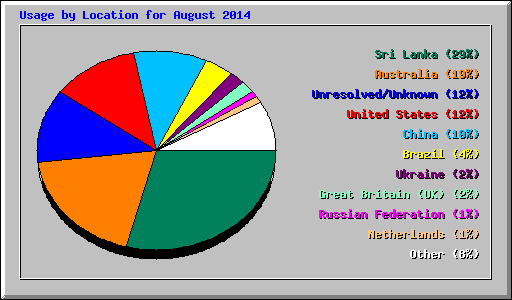 Usage by Location for August 2014
Sri Lanka (29%)
Australia (19%)
Unresolved/Unknown (12%)
United States (12%)
China (10%)
Brazil (4%)
Ukraine (2%)
Great Britain (UK) (2%)
Russian Federation (1%)
Netherlands (1%)
Other (8%)